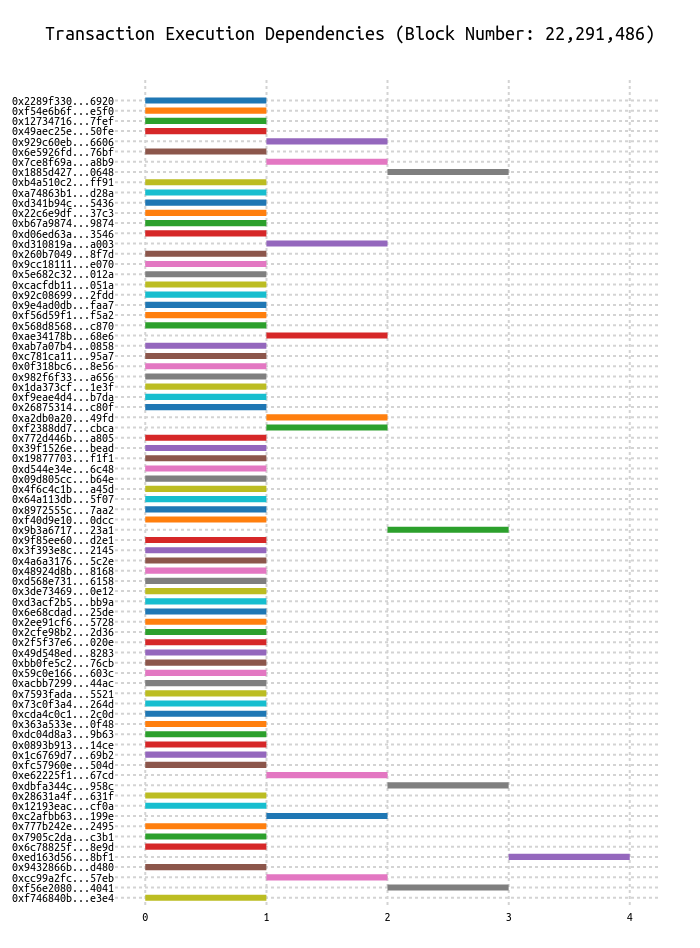 Transaction Execution Dependencies (Block Number: 22,291,486)
0x2289f330...6920
0xf54e6b6f...e5f0
0x12734716...7fef
0x49aec25e...50fe
0x929c60eb...6606
0x6e5926fd...76bf
0x7ce8f69a...a8b9
0x1885d427...0648
0xb4a510c2...ff91
0xa74863b1...d28a
0xd341b94c...5436
0x22c6e9df...37c3
0xb67a9874...9874
0xd06ed63a...3546
0xd310819a...a003
0x260b7049...8f7d
0x9cc18111...e070
0x5e682c32...012a
0xcacfdb11...051a
0x92c08699...2fdd
0x9e4ad0db...faa7
0xf56d59f1...f5a2
0x568d8568...c870
0xae34178b...68e6
0xab7a07b4...0858
0xc781ca11...95a7
0x0f318bc6...8e56
0x982f6f33...a656
0x1da373cf...1e3f
0xf9eae4d4...b7da
0x26875314...c80f
0xa2db0a20...49fd
0xf2388dd7...cbca
0x772d446b...a805
0x39f1526e...bead
0x19877703...f1f1
0xd544e34e...6c48
0x09d805cc...b64e
0x4f6c4c1b...a45d
0x64a113db...5f07
0x8972555c...7aa2
0xf40d9e10...0dcc
0x9b3a6717...23a1
0x9f85ee60...d2e1
0x3f393e8c...2145
0x4a6a3176...5c2e
0x48924d8b...8168
0xd568e731...6158
0x3de73469...0e12
0xd3acf2b5...bb9a
0x6e68cdad...25de
0x2ee91cf6...5728
0x2cfe98b2...2d36
0x2f5f37e6...020e
0x49d548ed...8283
0xbb0fe5c2...76cb
0x59c0e166...603c
0xacbb7299...44ac
0x7593fada...5521
0x73c0f3a4...264d
0xcda4c0c1...2c0d
0x363a533e...0f48
0xdc04d8a3...9b63
0x0893b913...14ce
0x1c6769d7...69b2
0xfc57960e...504d
0xe62225f1...67cd
0xdbfa344c...958c
0x28631a4f...631f
0x12193eac...cf0a
0xc2afbb63...199e
0x777b242e...2495
0x7905c2da...c3b1
0x6c78825f...8e9d
0xed163d56...8bf1
0x9432866b...d480
0xcc99a2fc...57eb
0xf56e2080...4041
0xf746840b...e3e4
0 1 2 3 4